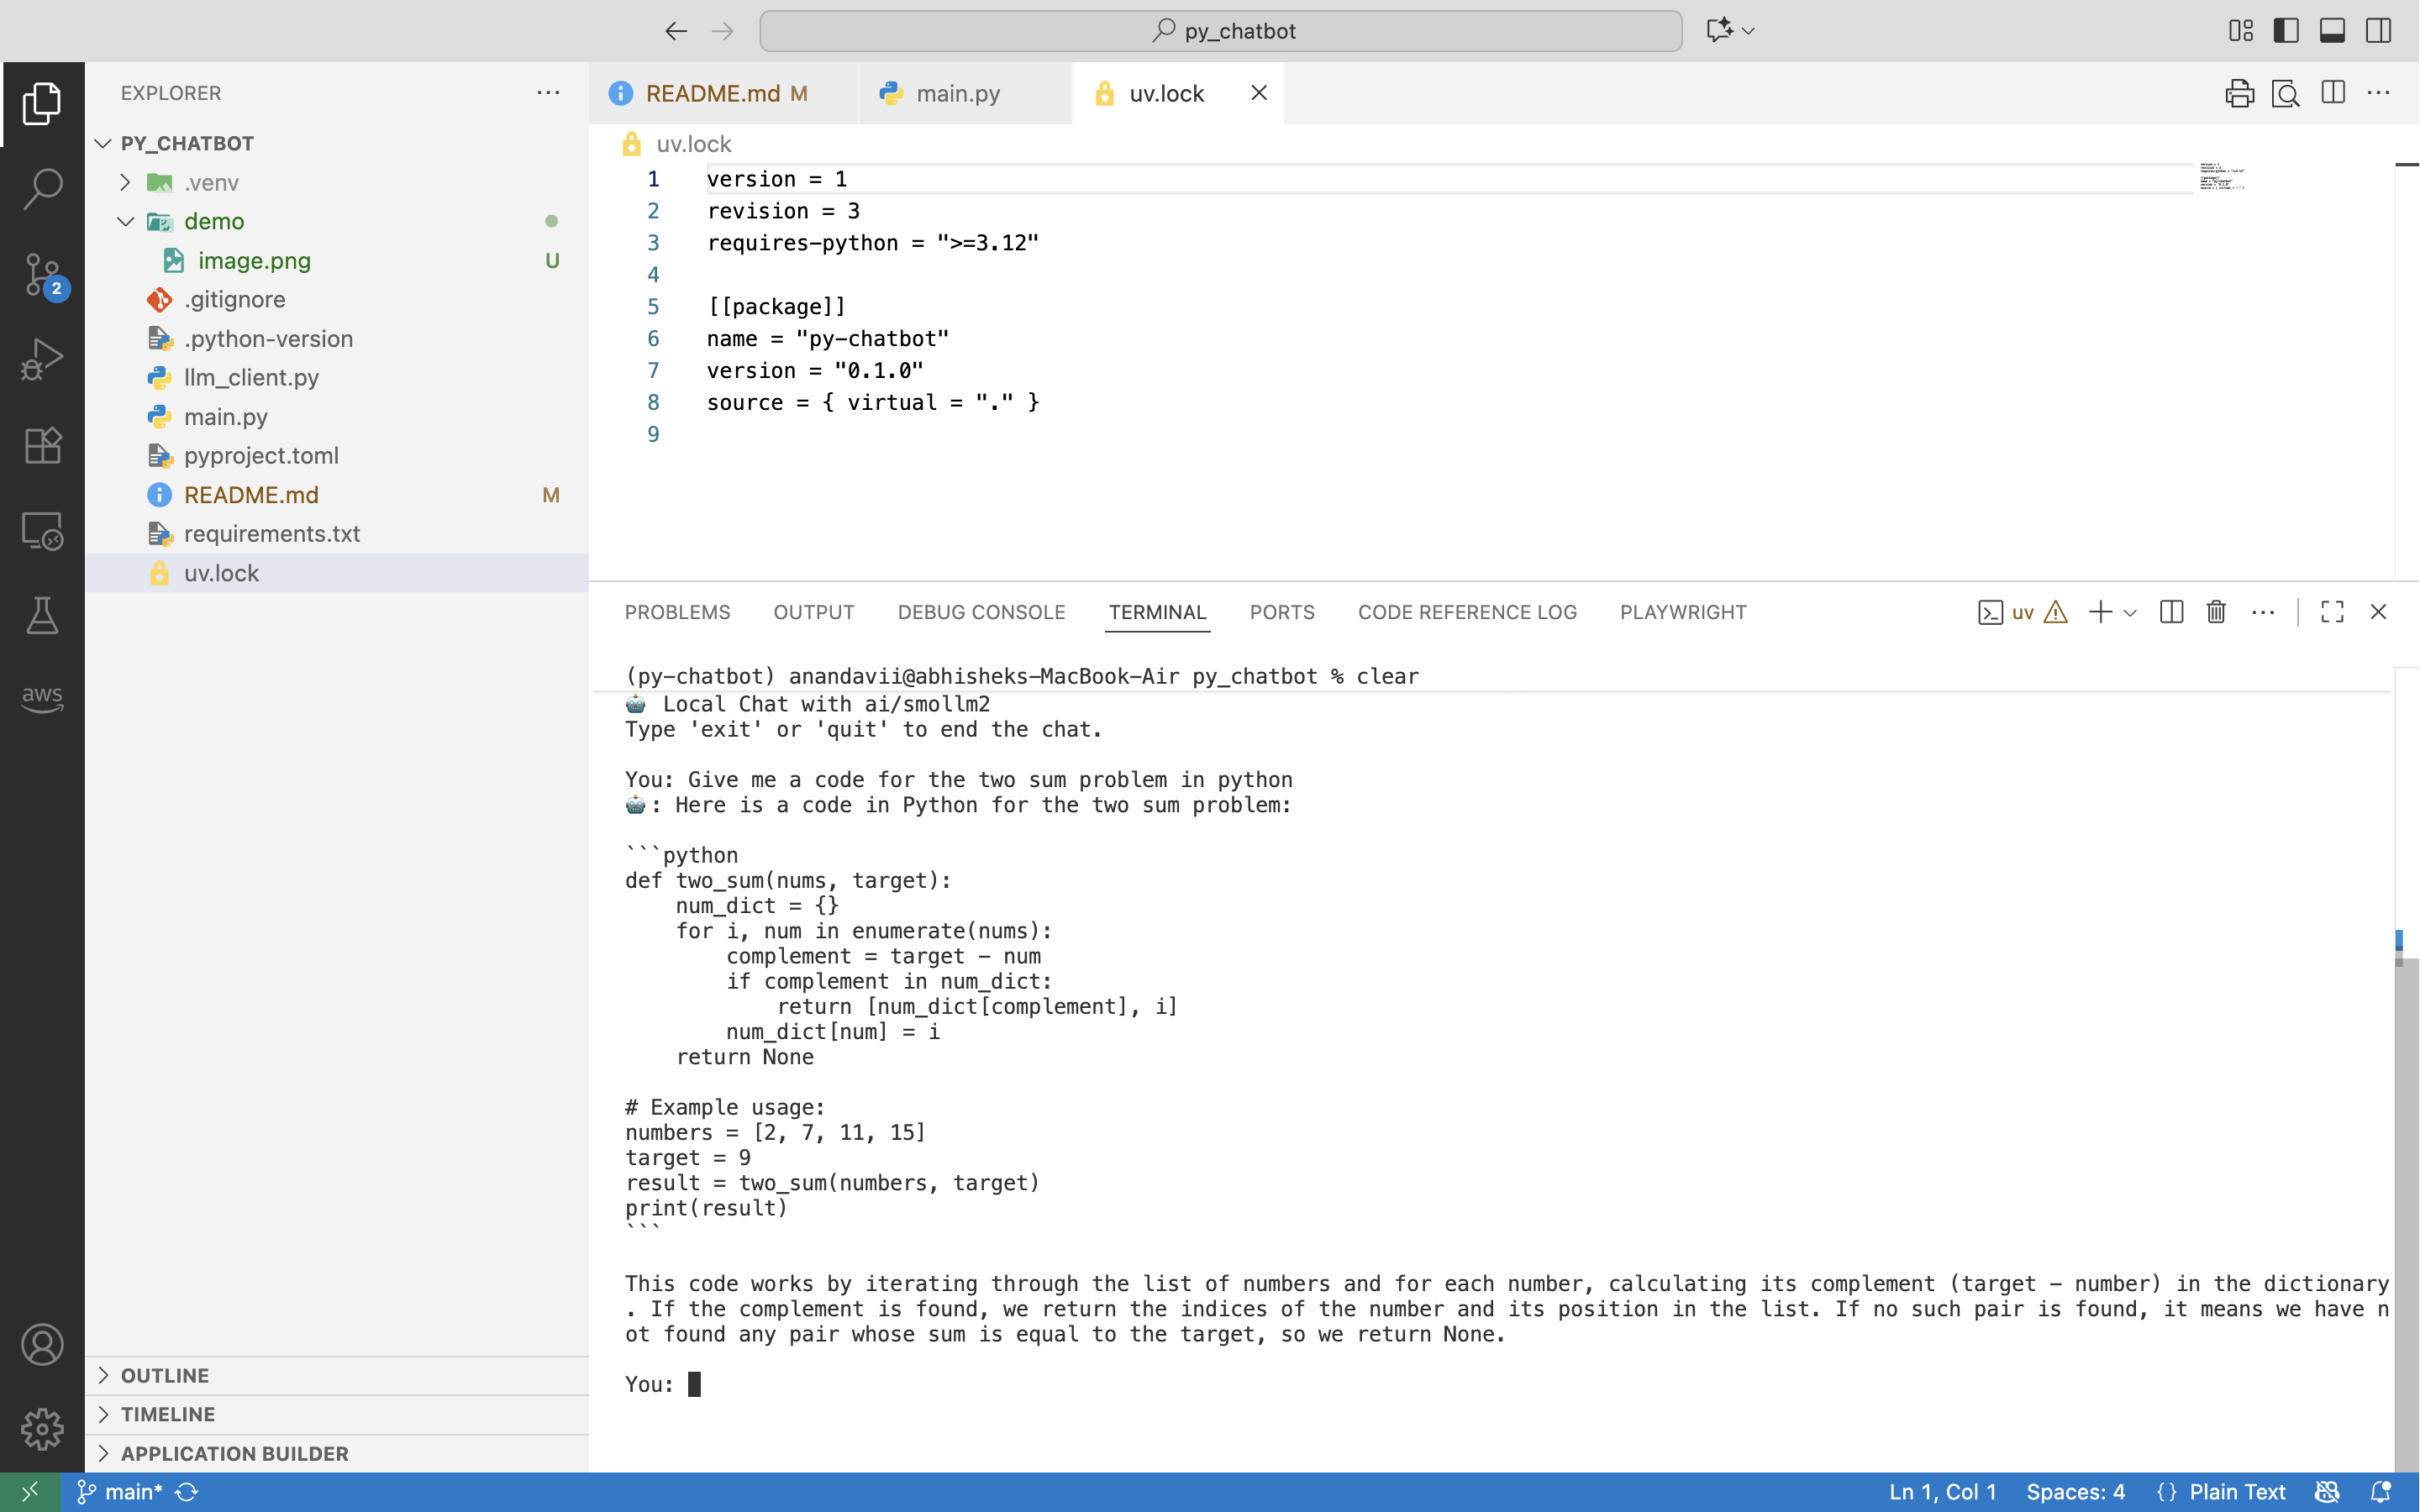 py_chatbot
EXPLORER
PY_CHATBOT
.venv
demo
image.png U
.gitignore
.python-version
llm_client.py
main.py
pyproject.toml
README.md M
requirements.txt
uv.lock
OUTLINE
TIMELINE
APPLICATION BUILDER
2
aws
README.md M
main.py
uv.lock
uv.lock
1 version = 1
2 revision = 3
3 requires-python = ">=3.12"
4
5 [[package]]
6 name = "py-chatbot"
7 version = "0.1.0"
8 source = { virtual = "." }
9
PROBLEMS OUTPUT DEBUG CONSOLE TERMINAL PORTS CODE REFERENCE LOG PLAYWRIGHT
uv
(py-chatbot) anandavii@abhisheks-MacBook-Air py_chatbot % clear
🤖 Local Chat with ai/smollm2
Type 'exit' or 'quit' to end the chat.
You: Give me a code for the two sum problem in python
🤖: Here is a code in Python for the two sum problem:
```python
def two_sum(nums, target):
    num_dict = {}
    for i, num in enumerate(nums):
        complement = target - num
        if complement in num_dict:
            return [num_dict[complement], i]
        num_dict[num] = i
    return None
# Example usage:
numbers = [2, 7, 11, 15]
target = 9
result = two_sum(numbers, target)
print(result)
```
This code works by iterating through the list of numbers and for each number, calculating its complement (target - number) in the dictionary
. If the complement is found, we return the indices of the number and its position in the list. If no such pair is found, it means we have n
ot found any pair whose sum is equal to the target, so we return None.
You:
main*
Ln 1, Col 1
Spaces: 4
{} Plain Text